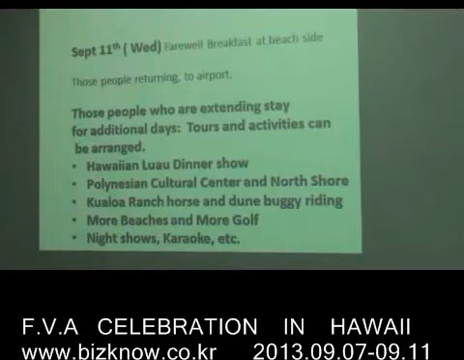 Sept 11th ( Wed) Farewell Breakfast at beach side
Those people returning, to airport.
Those people who are extending stay
for additional days: Tours and activities can
be arranged.
• Hawaiian Luau Dinner show
• Polynesian Cultural Center and North Shore
• Kualoa Ranch horse and dune buggy riding
• More Beaches and More Golf
• Night shows, Karaoke, etc.
F.V.A CELEBRATION IN HAWAII
www.bizknow.co.kr 2013.09.07-09.11